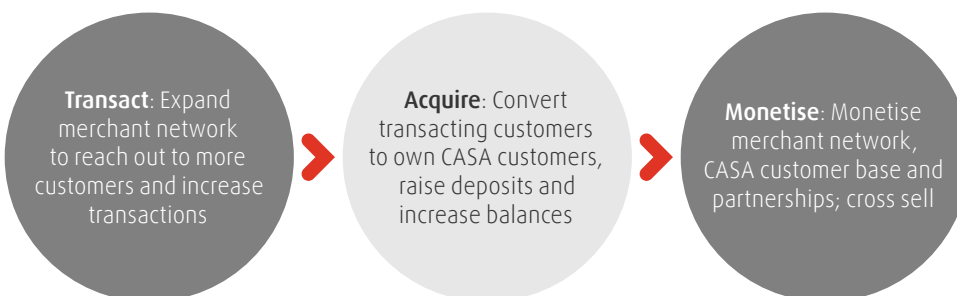 Transact: Expand
merchant network
to reach out to more
customers and increase
transactions
Acquire: Convert
transacting customers
to own CASA customers,
raise deposits and
increase balances
Monetise: Monetise
merchant network,
CASA customer base and
partnerships; cross sell